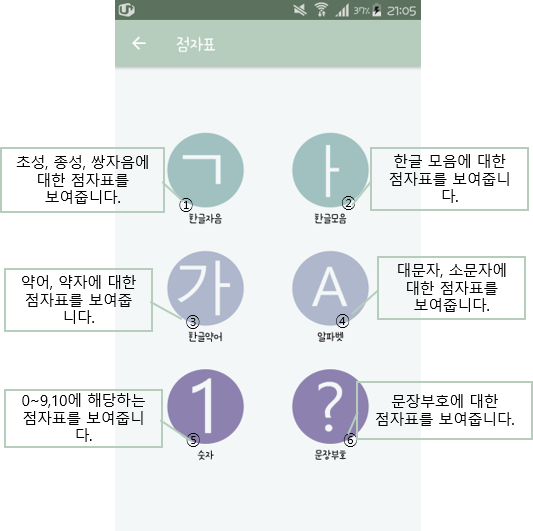 37% 21:05
점자표
초성, 종성, 쌍자음에
대한 점자표를
보여줍니다.
ㄱ
①
한글자음
ㅏ
②
한글모음
한글 모음에 대한
점자표를 보여줍니
다.
약어, 약자에 대한
점자표를 보여줍
니다.
가
③
한글약어
A
④
알파벳
대문자, 소문자에
대한 점자표를
보여줍니다.
0~9,10에 해당하는
점자표를 보여줍니
다.
1
⑤
숫자
?
⑥
문장부호
문장부호에 대한
점자표를 보여줍니다.